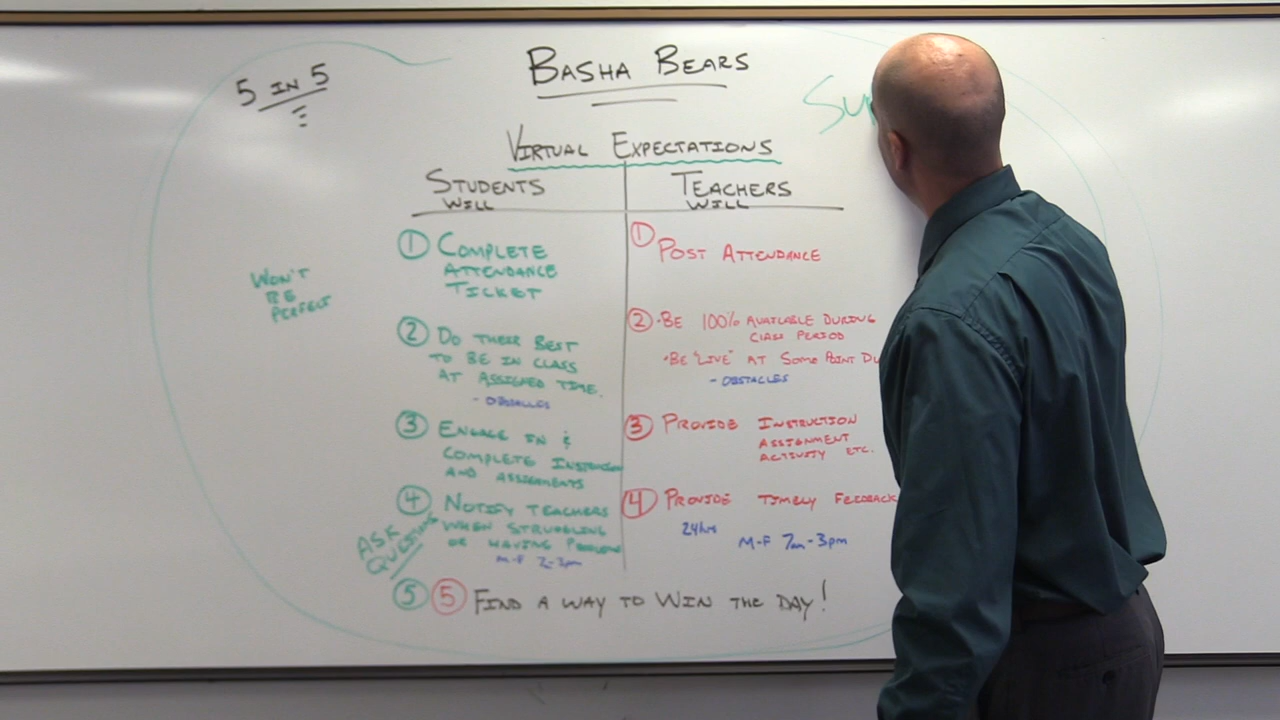 BASHA BEARS
5 IN 5
VIRTUAL EXPECTATIONS
STUDENTS
WILL
① COMPLETE
ATTENDANCE
TICKET
② DO THEIR BEST
TO BE IN CLASS
AT ASSIGNED TIME.
- OBSTACLES
③ ENGAGE IN &
COMPLETE INSTRUCTION
AND ASSIGNMENTS
④ NOTIFY TEACHERS
WHEN STRUGGLING
OR HAVING PROBLEM
M-F 7-3pm
TEACHERS
WILL
① POST ATTENDANCE
② •BE 100% AVAILABLE DURING
CLASS PERIOD
•BE "LIVE" AT SOME POINT DU
- OBSTACLES
③ PROVIDE INSTRUCTION
ASSIGNMENT
ACTIVITY ETC.
④ PROVIDE TIMELY FEEDBACK
24hrs
M-F 7am-3pm
⑤ ⑤ FIND A WAY TO WIN THE DAY!
WON'T
BE
PERFECT
ASK
QUESTIONS
Sup